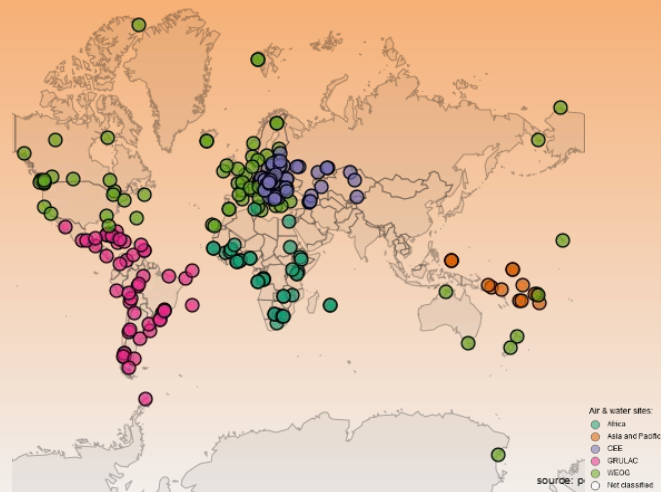 Air & water sites:
Africa
Asia and Pacific
CEE
GRULAC
WEOG
Not classified
source: